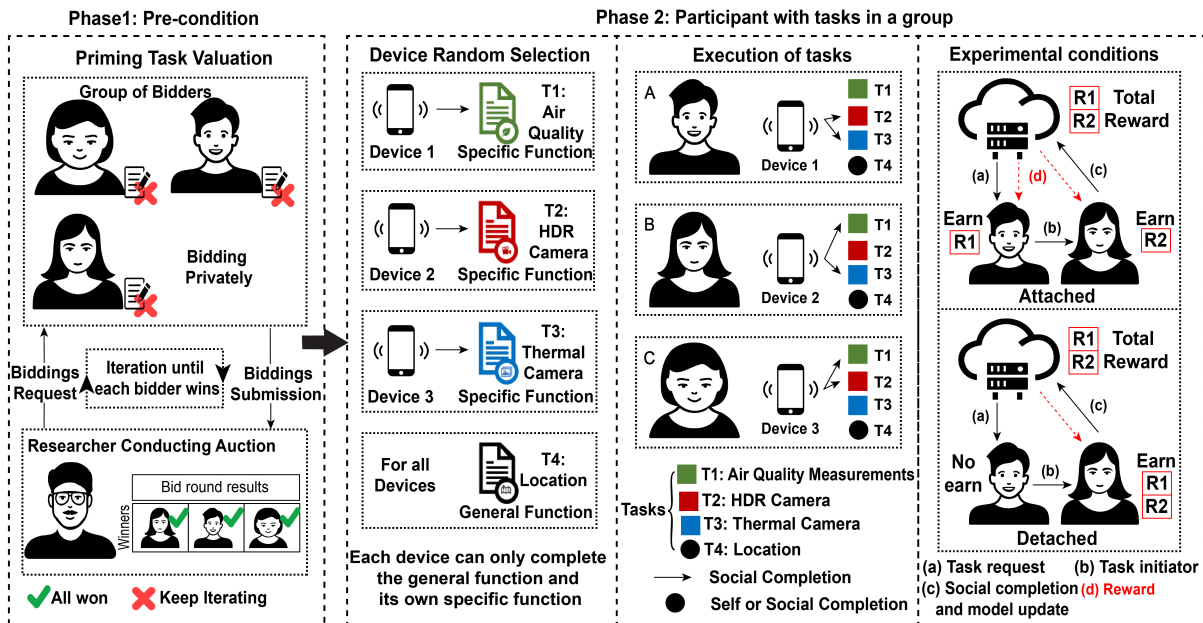 Phase1: Pre-condition
Phase 2: Participant with tasks in a group
Priming Task Valuation
Group of Bidders
Bidding
Privately
Biddings
Request
Iteration until
each bidder wins
Biddings
Submission
Researcher Conducting Auction
Bid round results
Winners
All won
Keep Iterating
Device Random Selection
Device 1
T1:
Air
Quality
Specific Function
Device 2
T2:
HDR
Camera
Specific Function
Device 3
T3:
Thermal
Camera
Specific Function
For all
Devices
T4:
Location
General Function
Each device can only complete
the general function and
its own specific function
Execution of tasks
A
Device 1
T1
T2
T3
T4
B
Device 2
T1
T2
T3
T4
C
Device 3
T1
T2
T3
T4
Tasks
T1: Air Quality Measurements
T2: HDR Camera
T3: Thermal Camera
T4: Location
Social Completion
Self or Social Completion
Experimental conditions
R1
R2
Total
Reward
(a)
(d)
(c)
Earn
R1
(b)
Earn
R2
Attached
R1
R2
Total
Reward
(a)
(c)
No
earn
(b)
Earn
R1
R2
Detached
(a) Task request
(b) Task initiator
(c) Social completion
and model update
(d) Reward